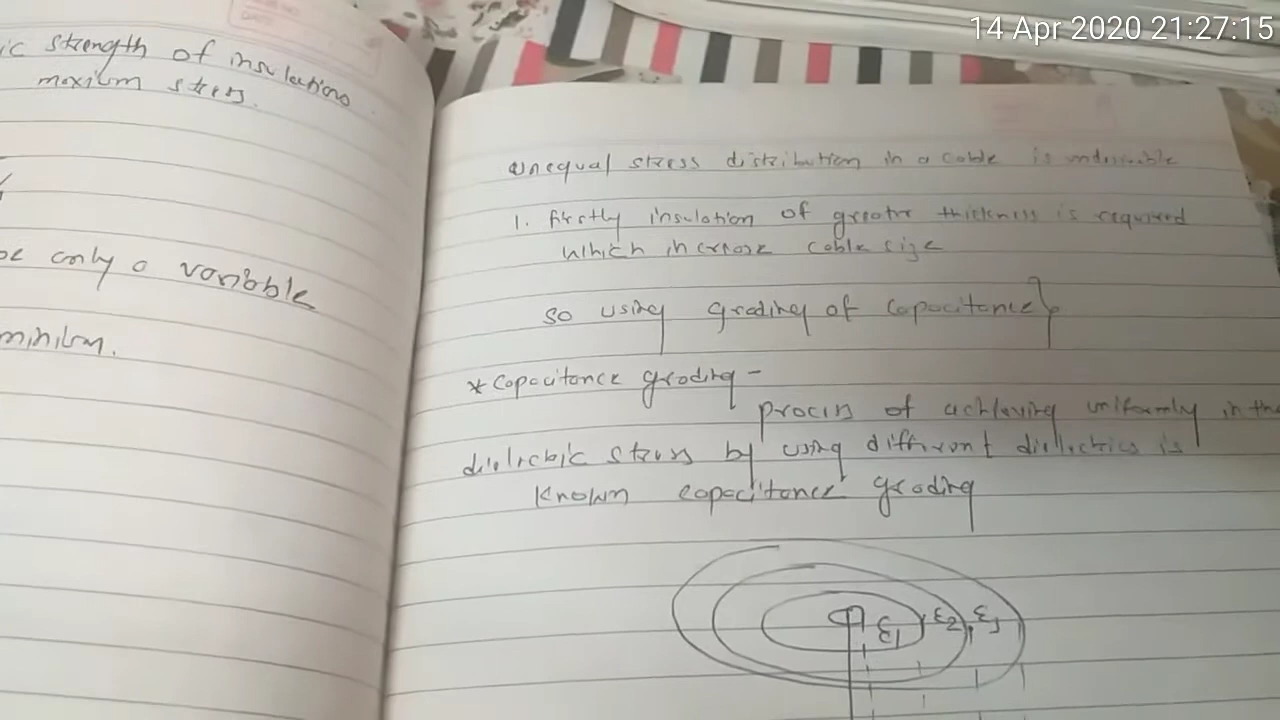 14 Apr 2020 21:27:15
ic strength of insulations
maxium stress.
be only a variable
minium.
unequal stress distribution in a cable is undesirable
1. firstly insulation of greater thickness is required
which increase cable size
so using grading of capacitance
* capacitance grading -
process of achieving uniformly in the
dielectric stress by using different dielectrics is
known capacitance grading
ε1 ε2 ε3